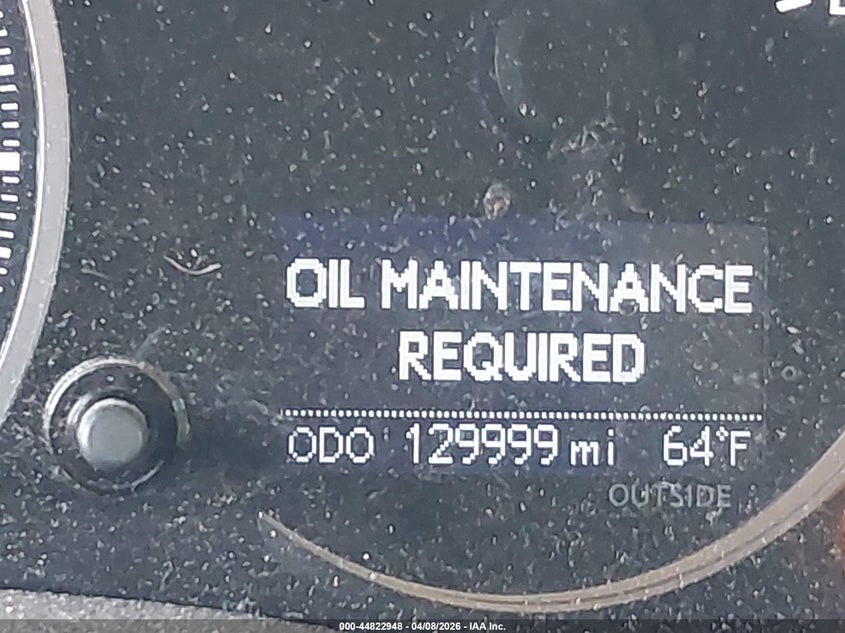 OIL MAINTENANCE
REQUIRED
ODO 129999 mi 64°F
OUTSIDE
000-44822948 - 04/08/2026 - IAA Inc.